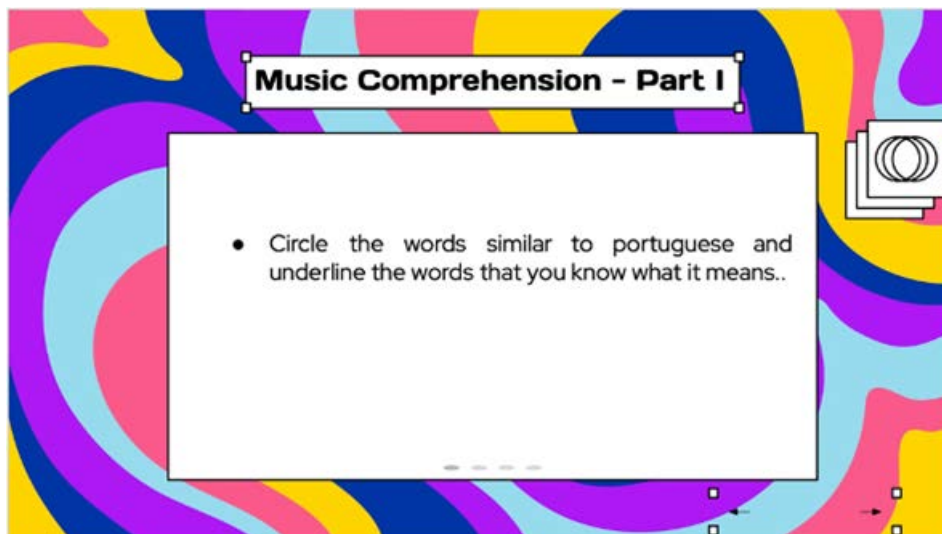 Music Comprehension - Part I
● Circle the words similar to portuguese and
underline the words that you know what it means..